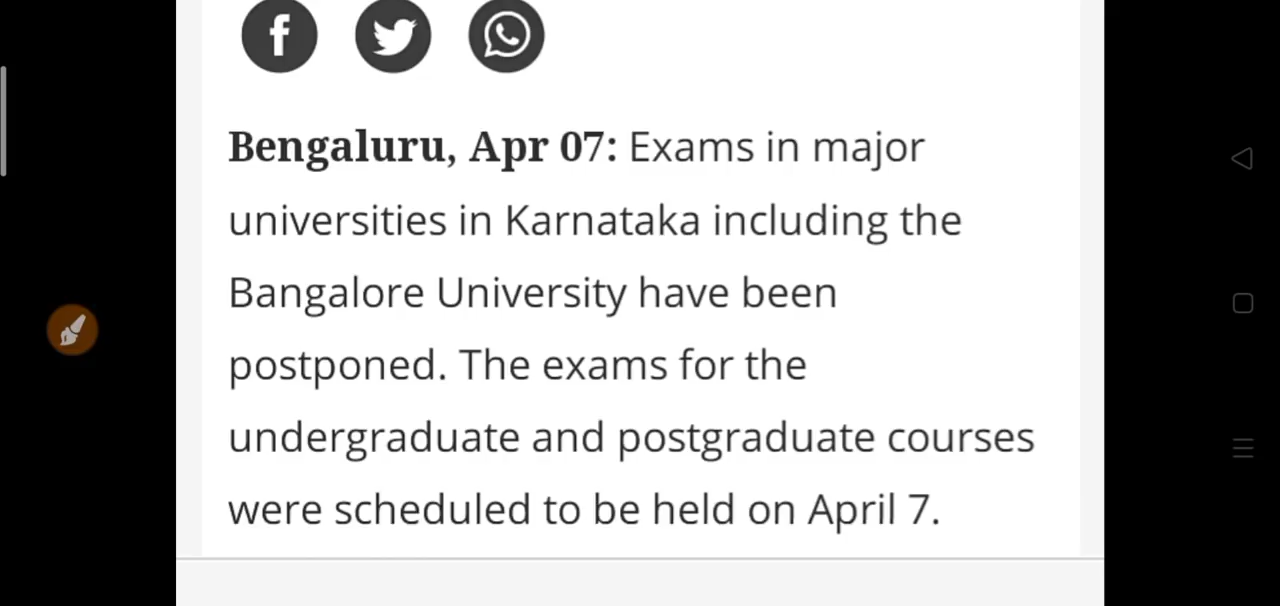 Bengaluru, Apr 07: Exams in major
universities in Karnataka including the
Bangalore University have been
postponed. The exams for the
undergraduate and postgraduate courses
were scheduled to be held on April 7.